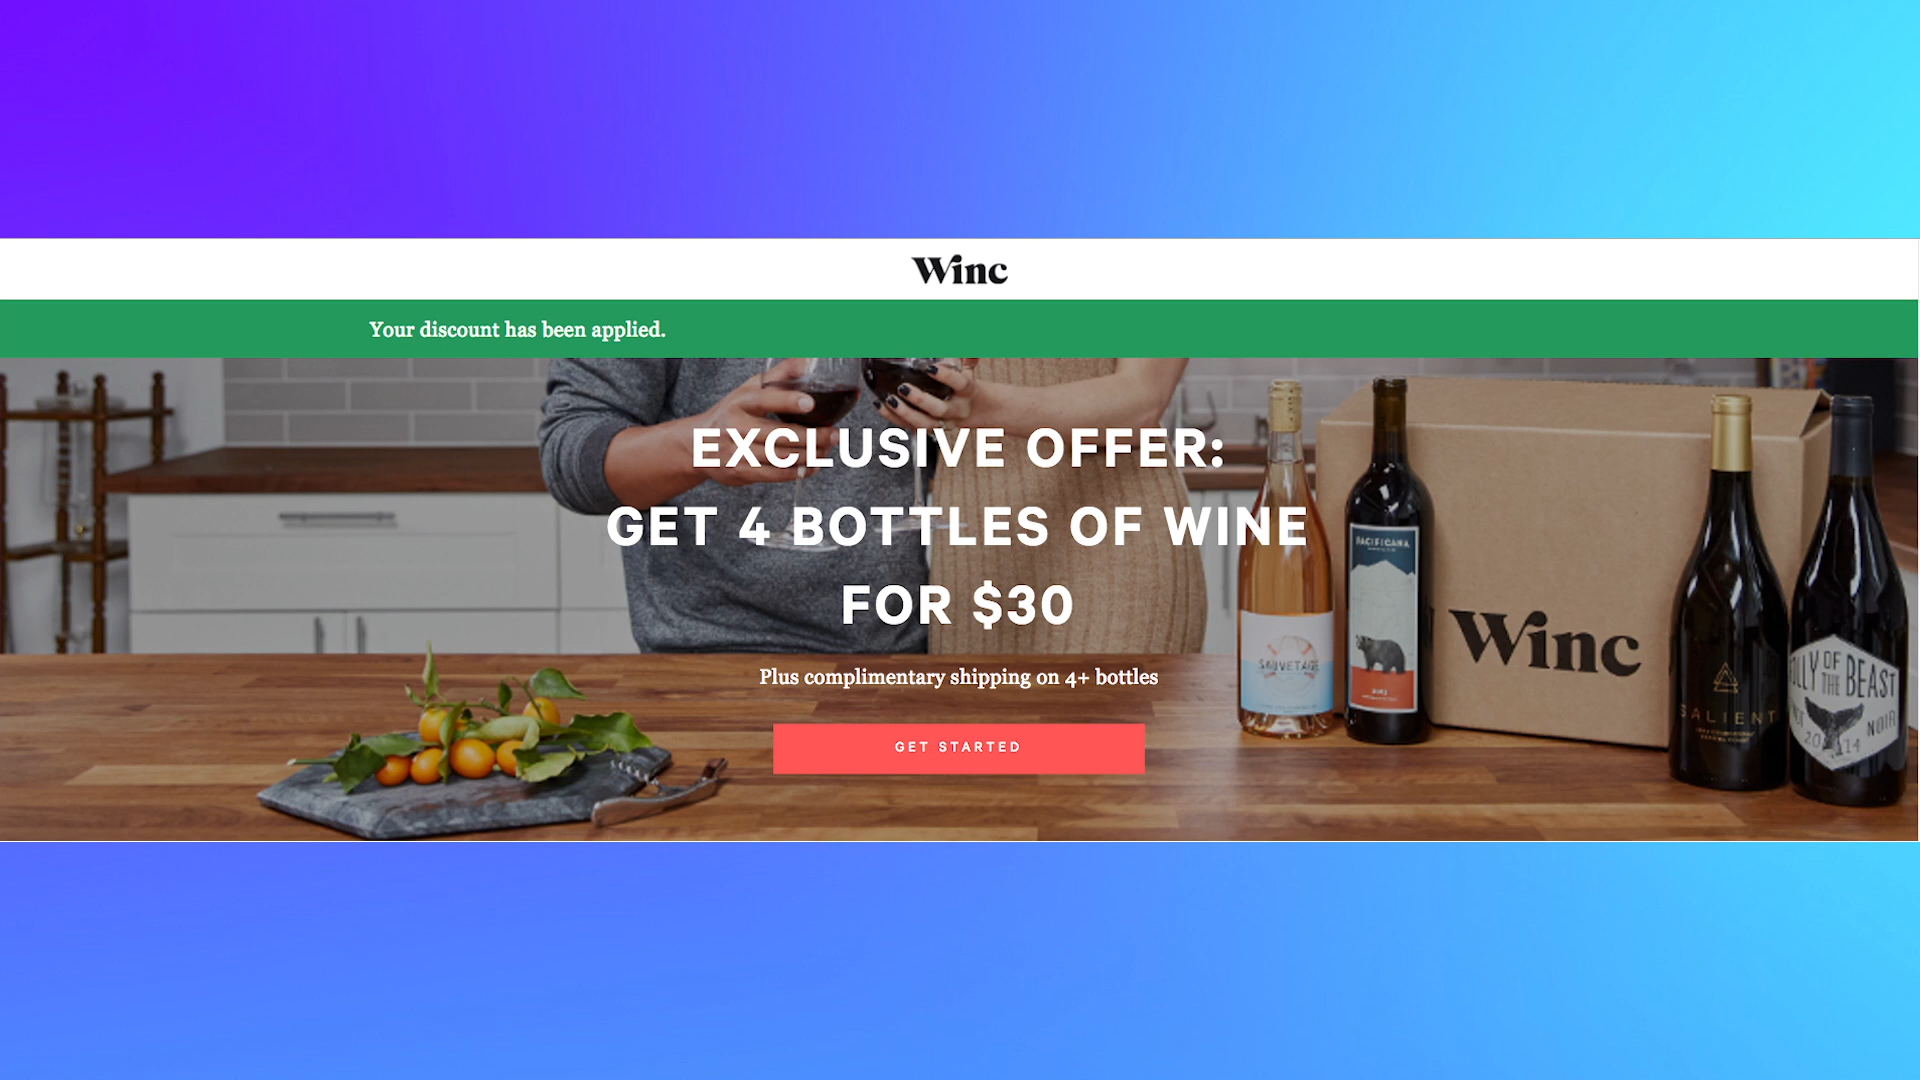 Winc
Your discount has been applied.
EXCLUSIVE OFFER:
GET 4 BOTTLES OF WINE
FOR $30
Plus complimentary shipping on 4+ bottles
GET STARTED
SAUVETAGE
PACIFICANA
Winc
SALIENT
OF
THE
BEAST
NOIR
2014